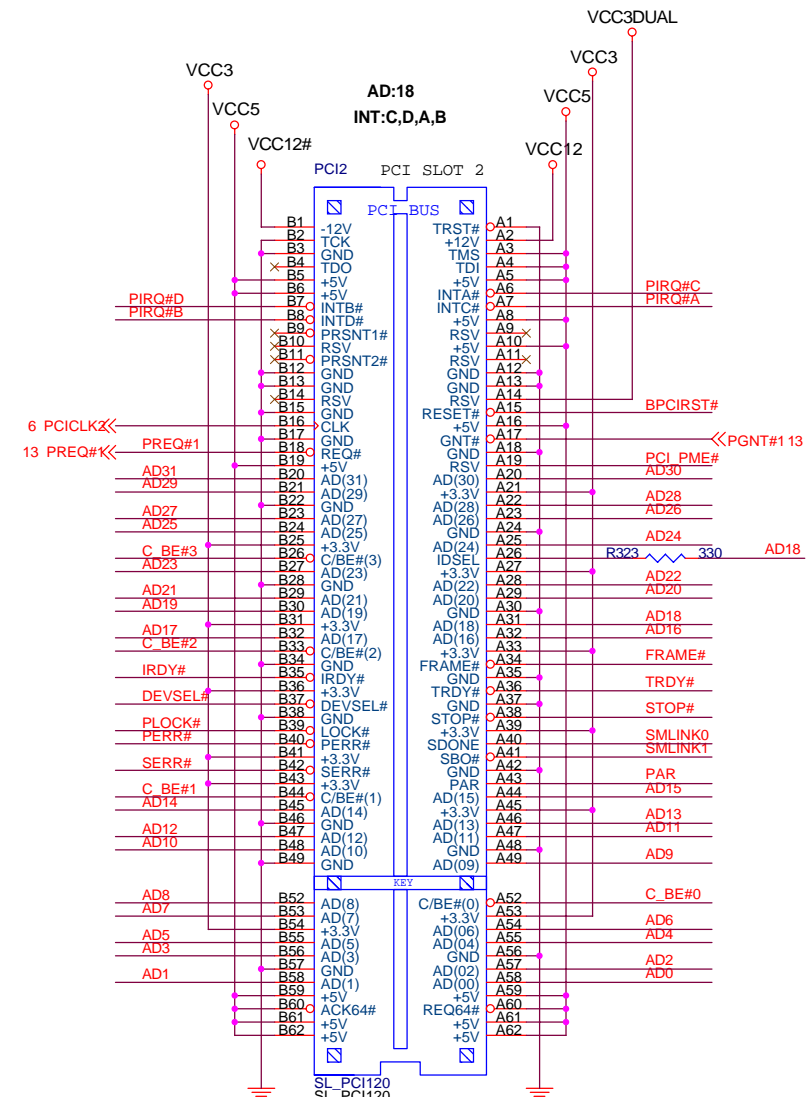 VCC3DUAL
VCC3 VCC3
AD:18
VCC5 VCC5
INT:C,D,A,B
VCC12# VCC12
PCI2 PCI SLOT 2
PCI BUS
B1 -12V TRST# A1
B2 TCK +12V A2
B3 GND TMS A3
B4 TDO TDI A4
B5 +5V +5V A5
B6 +5V INTA# A6 PIRQ#C
PIRQ#D B7 INTB# INTC# A7 PIRQ#A
PIRQ#B B8 INTD# +5V A8
B9 PRSNT1# RSV A9
B10 RSV +5V A10
B11 PRSNT2# RSV A11
B12 GND GND A12
B13 GND GND A13
B14 RSV RSV A14
B15 GND RESET# A15 BPCIRST#
6 PCICLK2 B16 CLK +5V A16
B17 GND GNT# A17 PGNT#1 13
13 PREQ#1 PREQ#1 B18 REQ# GND A18
B19 +5V RSV A19 PCI_PME#
AD31 B20 AD(31) AD(30) A20 AD30
AD29 B21 AD(29) +3.3V A21
B22 GND AD(28) A22 AD28
AD27 B23 AD(27) AD(26) A23 AD26
AD25 B24 AD(25) GND A24
B25 +3.3V AD(24) A25 AD24
C_BE#3 B26 C/BE#(3) IDSEL A26 R323 330 AD18
AD23 B27 AD(23) +3.3V A27
B28 GND AD(22) A28 AD22
AD21 B29 AD(21) AD(20) A29 AD20
AD19 B30 AD(19) GND A30
B31 +3.3V AD(18) A31 AD18
AD17 B32 AD(17) AD(16) A32 AD16
C_BE#2 B33 C/BE#(2) +3.3V A33
B34 GND FRAME# A34 FRAME#
IRDY# B35 IRDY# GND A35
B36 +3.3V TRDY# A36 TRDY#
DEVSEL# B37 DEVSEL# GND A37
B38 GND STOP# A38 STOP#
PLOCK# B39 LOCK# +3.3V A39
PERR# B40 PERR# SDONE A40 SMLINK0
B41 +3.3V SBO# A41 SMLINK1
SERR# B42 SERR# GND A42
B43 +3.3V PAR A43 PAR
C_BE#1 B44 C/BE#(1) AD(15) A44 AD15
AD14 B45 AD(14) +3.3V A45
B46 GND AD(13) A46 AD13
AD12 B47 AD(12) AD(11) A47 AD11
AD10 B48 AD(10) GND A48
B49 GND AD(09) A49 AD9
KEY
AD8 B52 AD(8) C/BE#(0) A52 C_BE#0
AD7 B53 AD(7) +3.3V A53
B54 +3.3V AD(06) A54 AD6
AD5 B55 AD(5) AD(04) A55 AD4
AD3 B56 AD(3) GND A56
B57 GND AD(02) A57 AD2
AD1 B58 AD(1) AD(00) A58 AD0
B59 +5V +5V A59
B60 ACK64# REQ64# A60
B61 +5V +5V A61
B62 +5V +5V A62
SL_PCI120
SL_PCI120